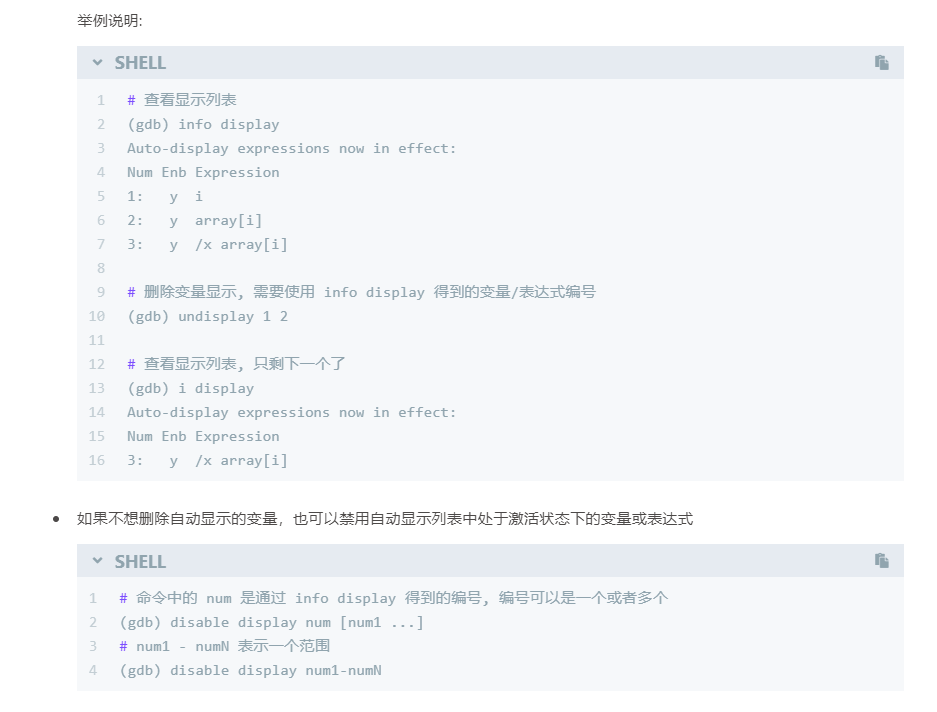 举例说明:
SHELL
1 # 查看显示列表
2 (gdb) info display
3 Auto-display expressions now in effect:
4 Num Enb Expression
5 1:   y  i
6 2:   y  array[i]
7 3:   y  /x array[i]
8
9 # 删除变量显示, 需要使用 info display 得到的变量/表达式编号
10 (gdb) undisplay 1 2
11
12 # 查看显示列表, 只剩下一个了
13 (gdb) i display
14 Auto-display expressions now in effect:
15 Num Enb Expression
16 3:   y  /x array[i]
• 如果不想删除自动显示的变量，也可以禁用自动显示列表中处于激活状态下的变量或表达式
SHELL
1 # 命令中的 num 是通过 info display 得到的编号, 编号可以是一个或者多个
2 (gdb) disable display num [num1 ...]
3 # num1 - numN 表示一个范围
4 (gdb) disable display num1-numN